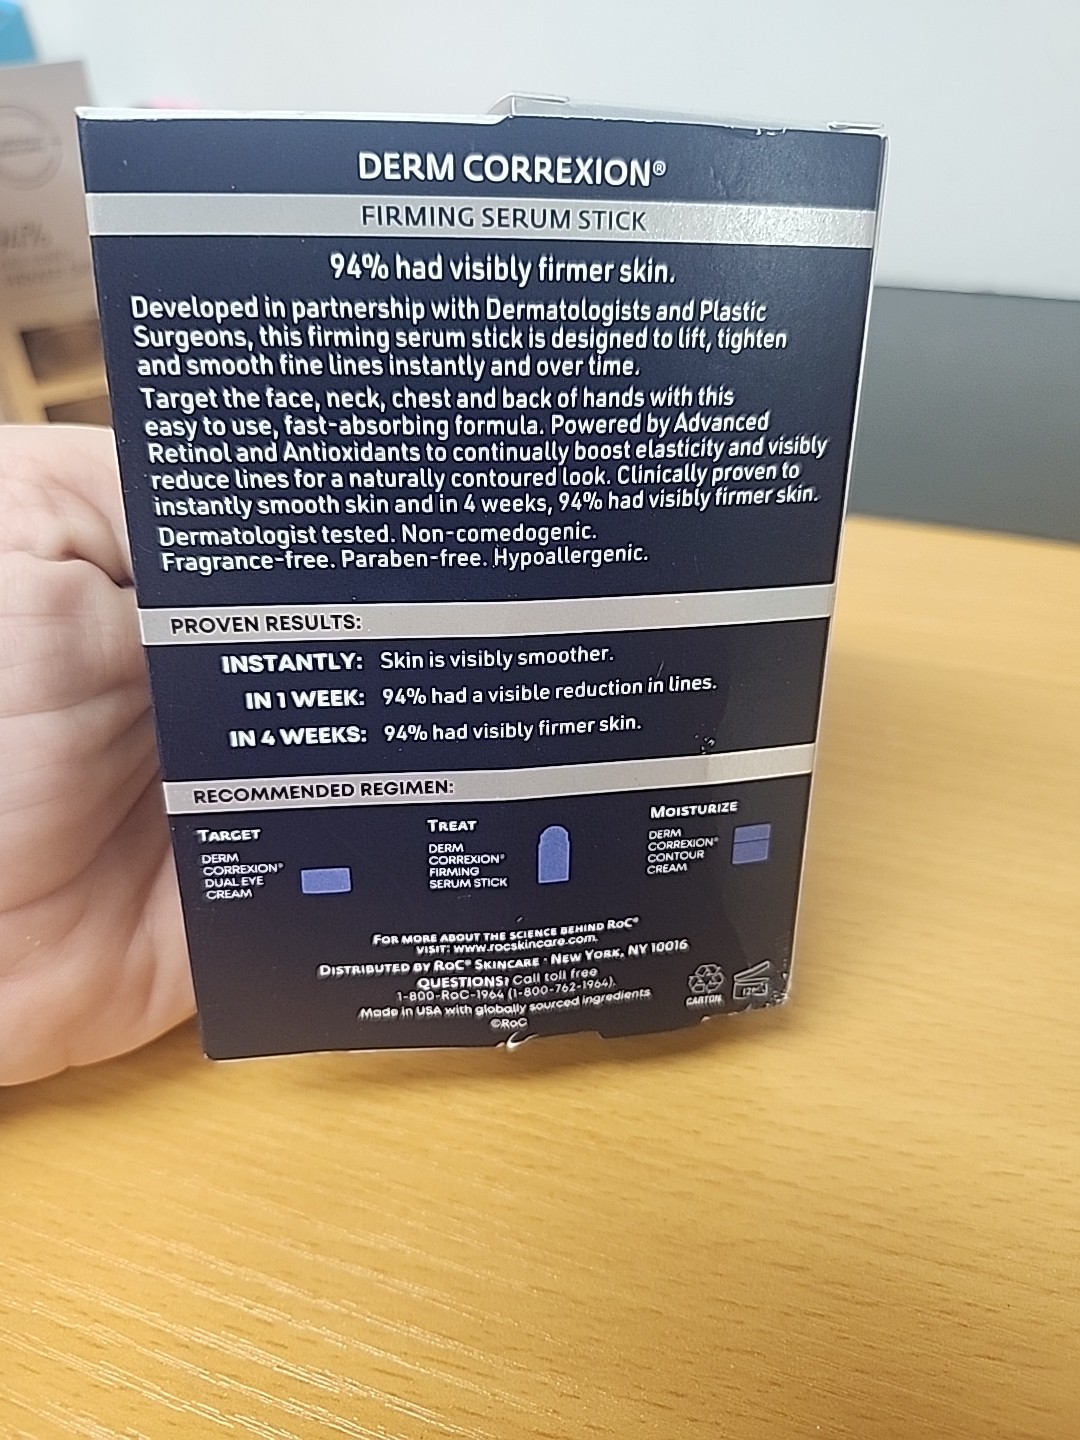 DERM CORREXION®
FIRMING SERUM STICK
94% had visibly firmer skin.
Developed in partnership with Dermatologists and Plastic
Surgeons, this firming serum stick is designed to lift, tighten
and smooth fine lines instantly and over time.
Target the face, neck, chest and back of hands with this
easy to use, fast-absorbing formula. Powered by Advanced
Retinol and Antioxidants to continually boost elasticity and visibly
reduce lines for a naturally contoured look. Clinically proven to
instantly smooth skin and in 4 weeks, 94% had visibly firmer skin.
Dermatologist tested. Non-comedogenic.
Fragrance-free. Paraben-free. Hypoallergenic.
PROVEN RESULTS:
INSTANTLY: Skin is visibly smoother.
IN 1 WEEK: 94% had a visible reduction in lines.
IN 4 WEEKS: 94% had visibly firmer skin.
RECOMMENDED REGIMEN:
TARGET
DERM
CORREXION®
DUAL EYE
CREAM
TREAT
DERM
CORREXION®
FIRMING
SERUM STICK
MOISTURIZE
DERM
CORREXION®
CONTOUR
CREAM
FOR MORE ABOUT THE SCIENCE BEHIND RoC®
VISIT: www.rocskincare.com.
DISTRIBUTED BY RoC® SKINCARE · NEW YORK, NY 10016
QUESTIONS? Call toll free
1-800-RoC-1964 (1-800-762-1964).
Made in USA with globally sourced ingredients
©RoC
CARTON
12M